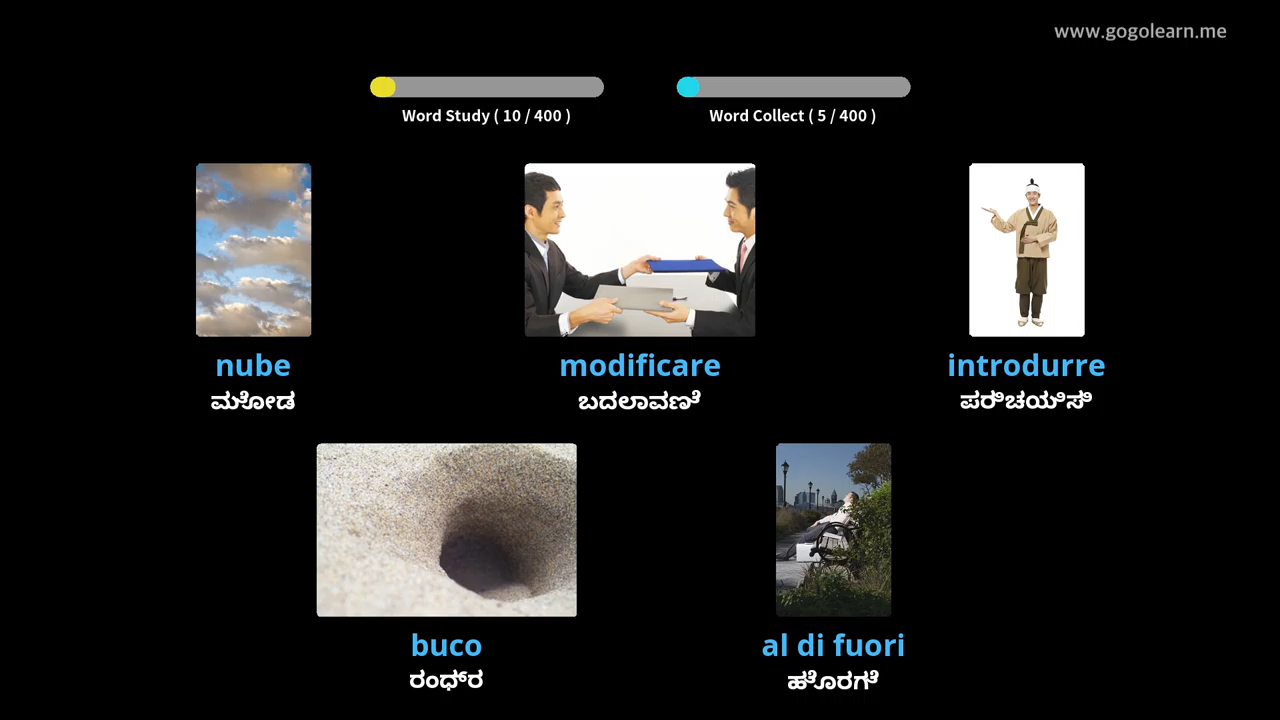 www.gogolearn.me
Word Study ( 10 / 400 )
Word Collect ( 5 / 400 )
nube
ಮೋಡ
modificare
ಬದಲಾವಣೆ
introdurre
ಪರಿಚಯಿಸಿ
buco
ರಂಧ್ರ
al di fuori
ಹೊರಗೆ